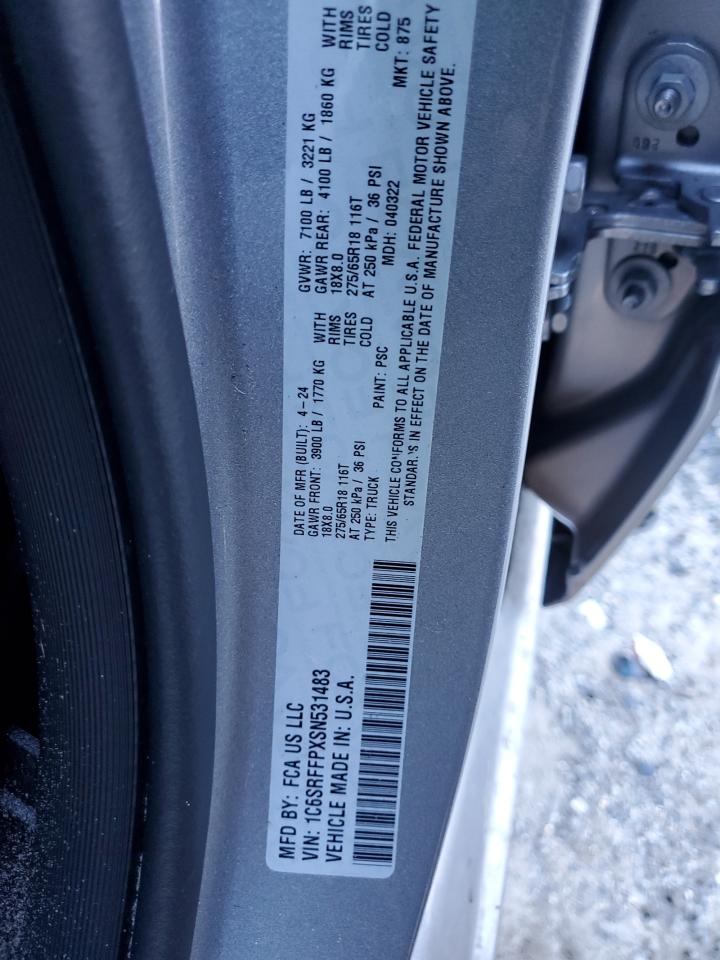 MFD BY: FCA US LLC
VIN: 1C6SRFFPXSN531483
VEHICLE MADE IN: U.S.A.
DATE OF MFR (BUILT): 4-24
GAWR FRONT: 3900 LB / 1770 KG WITH
18X8.0 RIMS
275/65R18 116T TIRES
AT 250 kPa / 36 PSI COLD
TYPE: TRUCK PAINT: PSC
GVWR: 7100 LB / 3221 KG
GAWR REAR: 4100 LB / 1860 KG WITH
18X8.0 RIMS
275/65R18 116T TIRES
AT 250 kPa / 36 PSI COLD
MDH: 040322 MKT: 875
THIS VEHICLE CONFORMS TO ALL APPLICABLE U.S.A. FEDERAL MOTOR VEHICLE SAFETY
STANDARDS IN EFFECT ON THE DATE OF MANUFACTURE SHOWN ABOVE.